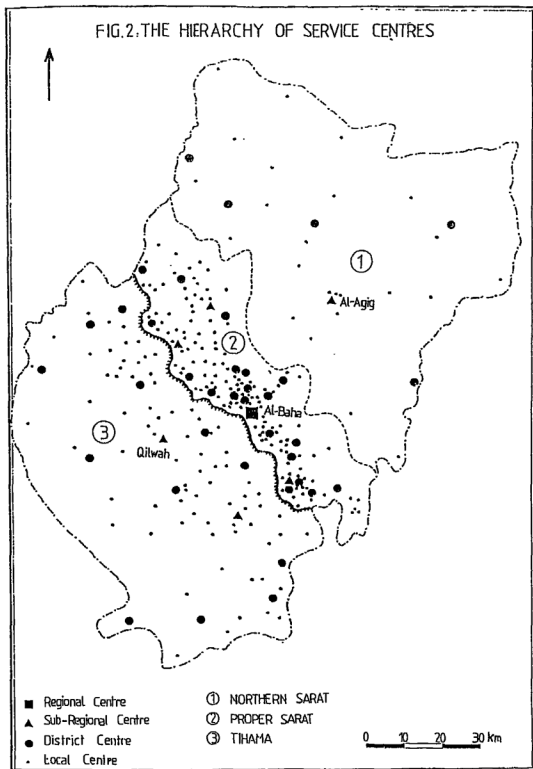 FIG.2: THE HIERARCHY OF SERVICE CENTRES
①
Al-Agig
②
Al-Baha
③
Qilwah
Regional Centre
Sub-Regional Centre
District Centre
Local Centre
① NORTHERN SARAT
② PROPER SARAT
③ TIHAMA
0 10 20 30 Km